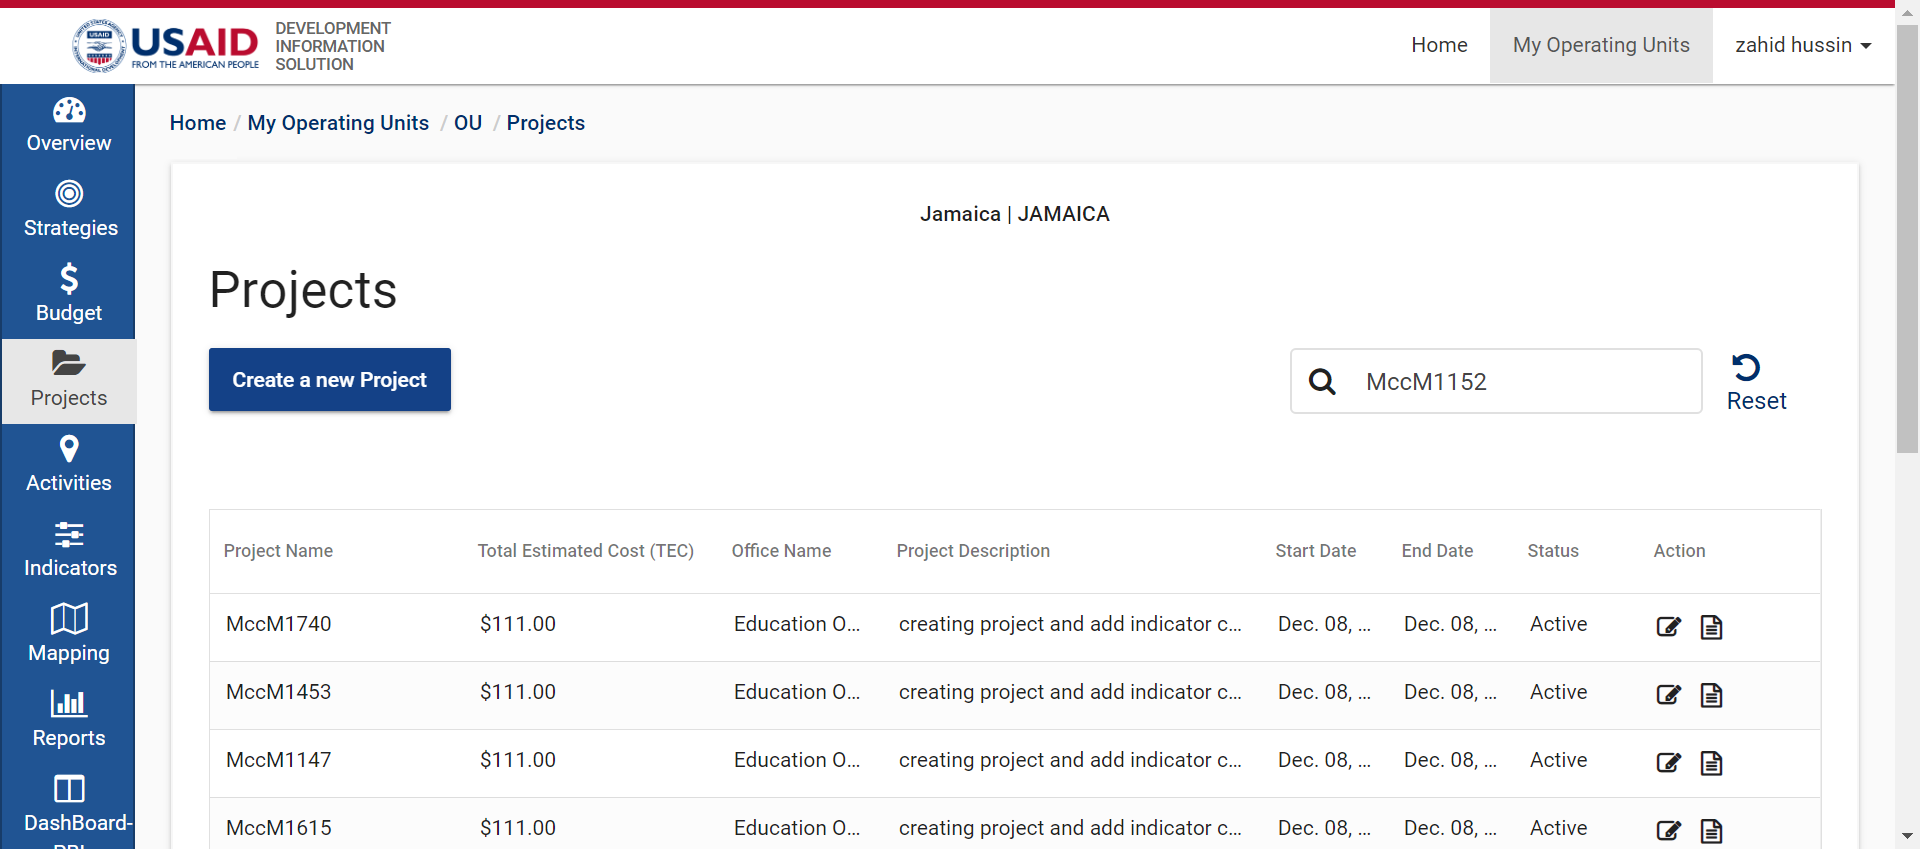 USAID
FROM THE AMERICAN PEOPLE
DEVELOPMENT
INFORMATION
SOLUTION
Home
My Operating Units
zahid hussin
Overview
Strategies
Budget
Projects
Activities
Indicators
Mapping
Reports
DashBoard-
Home / My Operating Units / OU / Projects
Jamaica | JAMAICA
Projects
Create a new Project
MccM1152
Reset
Project Name Total Estimated Cost (TEC) Office Name Project Description Start Date End Date Status Action
MccM1740 $111.00 Education O... creating project and add indicator c... Dec. 08, ... Dec. 08, ... Active
MccM1453 $111.00 Education O... creating project and add indicator c... Dec. 08, ... Dec. 08, ... Active
MccM1147 $111.00 Education O... creating project and add indicator c... Dec. 08, ... Dec. 08, ... Active
MccM1615 $111.00 Education O... creating project and add indicator c... Dec. 08, ... Dec. 08, ... Active